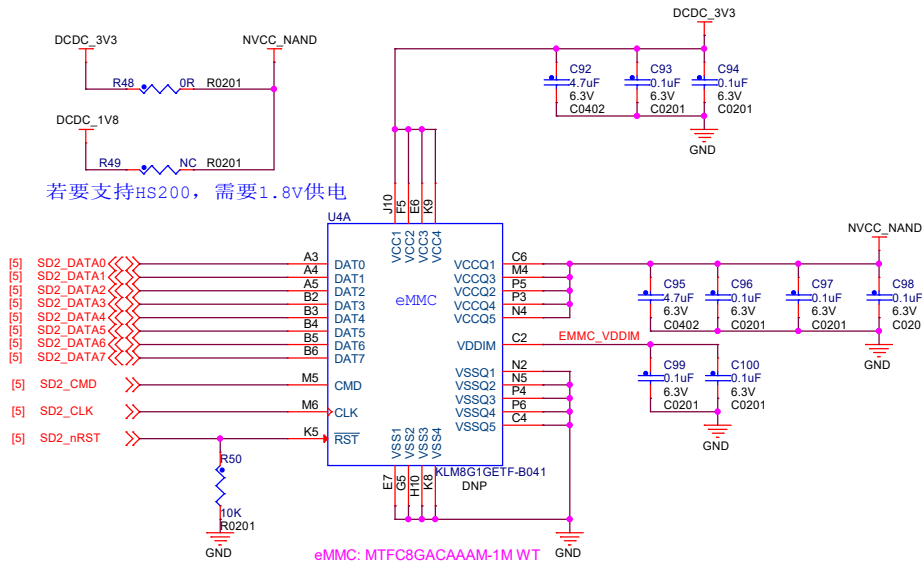 DCDC_3V3
DCDC_3V3 NVCC_NAND
R48 0R R0201
DCDC_1V8
R49 NC R0201
若要支持HS200，需要1.8V供电
C92 4.7uF 6.3V C0402
C93 0.1uF 6.3V C0201
C94 0.1uF 6.3V C0201
GND
U4A
J10 F5 E6 K9
VCC1 VCC2 VCC3 VCC4
eMMC
[5] SD2_DATA0 A3 DAT0
[5] SD2_DATA1 A4 DAT1
[5] SD2_DATA2 A5 DAT2
[5] SD2_DATA3 B2 DAT3
[5] SD2_DATA4 B3 DAT4
[5] SD2_DATA5 B4 DAT5
[5] SD2_DATA6 B5 DAT6
[5] SD2_DATA7 B6 DAT7
[5] SD2_CMD M5 CMD
[5] SD2_CLK M6 CLK
[5] SD2_nRST K5 RST
NVCC_NAND
VCCQ1 C6
VCCQ3 M4
VCCQ2 P5
VCCQ4 P3
VCCQ5 N4
VDDIM C2 EMMC_VDDIM
VSSQ1 N2
VSSQ2 N5
VSSQ3 P4
VSSQ4 P6
VSSQ5 C4
C95 4.7uF 6.3V C0402
C96 0.1uF 6.3V C0201
C97 0.1uF 6.3V C0201
C98 0.1uF 6.3V C020
GND
C99 0.1uF 6.3V C0201
C100 0.1uF 6.3V C0201
GND
VSS1 VSS2 VSS3 VSS4
E7 G5 H10 K8
KLM8G1GETF-B041
DNP
R50
10K
R0201
GND
GND
eMMC: MTFC8GACAAAM-1M WT